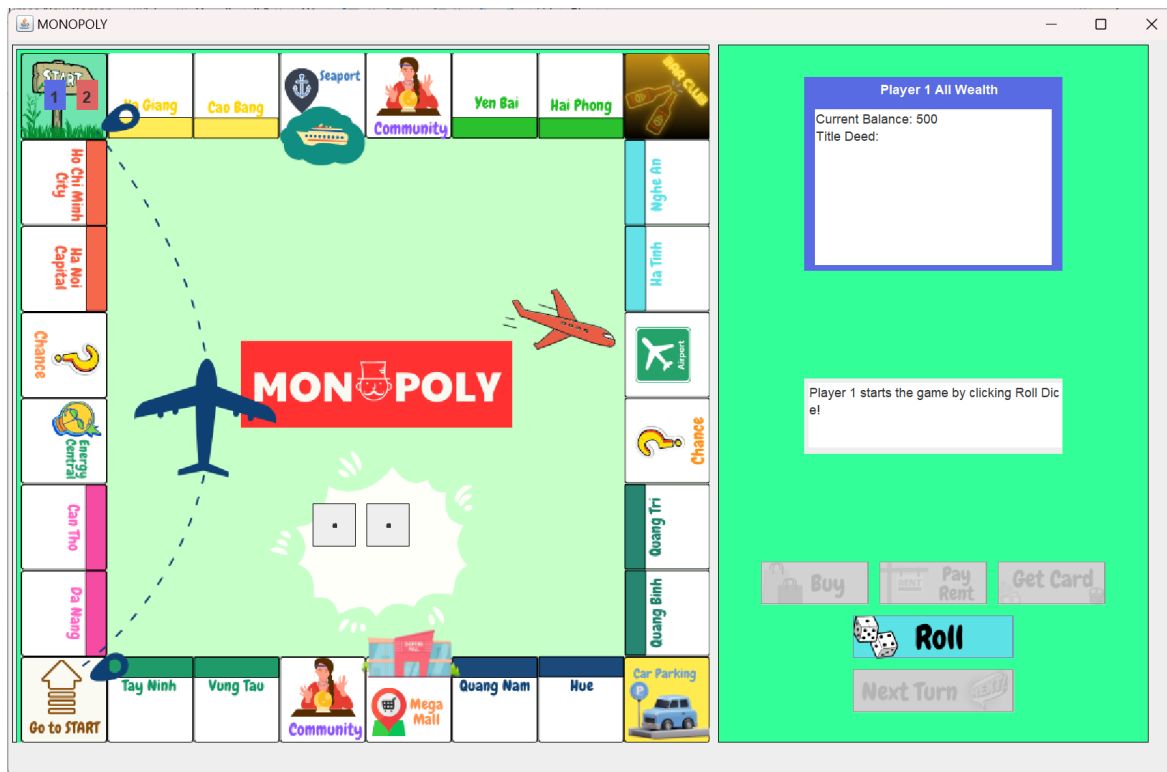 MONOPOLY
START
1 2
Ha Giang
Cao Bang
Seaport
Community
Yen Bai
Hai Phong
BAR CLUB
Ho Chi Minh
City
Ha Noi
Capital
Chance
Energy
Central
Can Tho
Da Nang
Go to START
Tay Ninh
Vung Tau
Community
SHOPPING
MALL
Mega
Mall
Quang Nam
Hue
Car Parking
P
Nghe An
Ha Tinh
Airport
Chance
Quang Tri
Quang Binh
MONOPOLY
Player 1 All Wealth
Current Balance: 500
Title Deed:
Player 1 starts the game by clicking Roll Dic
e!
Buy
RENT
Pay
Rent
Get Card
Roll
Next Turn